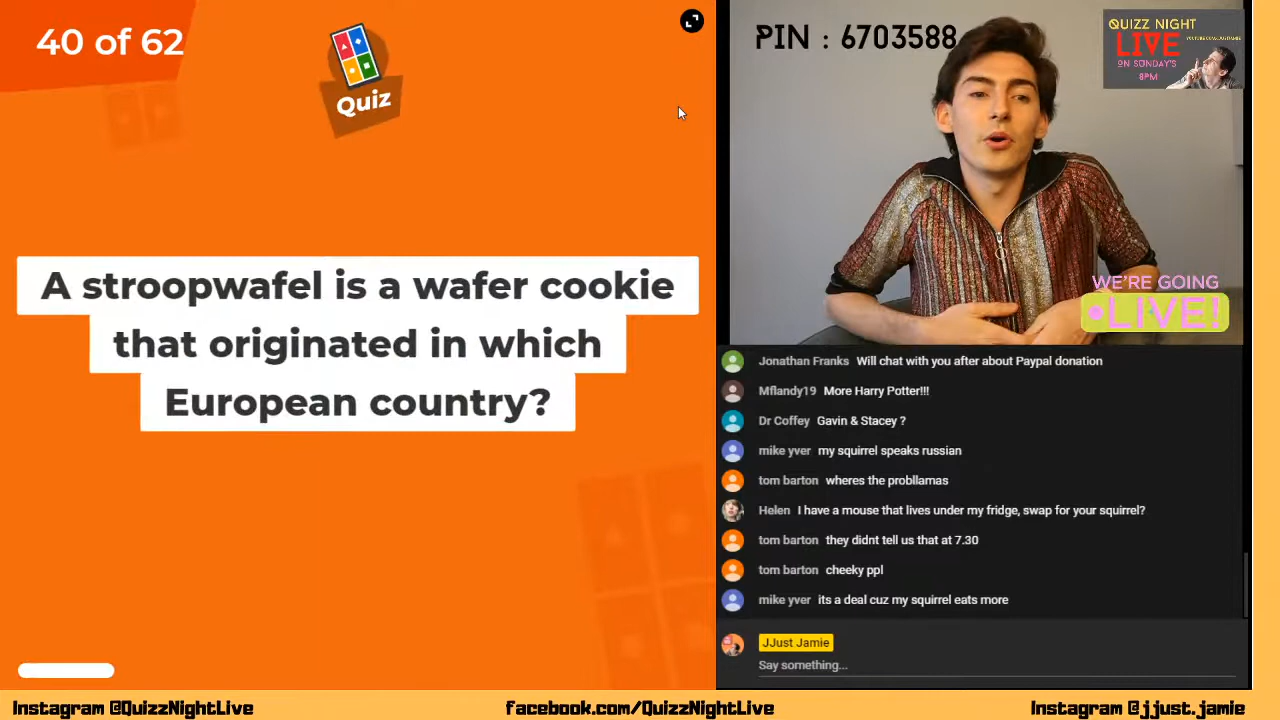 40 of 62
Quiz
A stroopwafel is a wafer cookie
that originated in which
European country?
PIN : 6703588
QUIZZ NIGHT
LIVE
ON SUNDAY'S
8PM
WE'RE GOING
LIVE!
Jonathan Franks Will chat with you after about Paypal donation
Mflandy19 More Harry Potter!!!
Dr Coffey Gavin & Stacey ?
mike yver my squirrel speaks russian
tom barton wheres the probllamas
Helen I have a mouse that lives under my fridge, swap for your squirrel?
tom barton they didnt tell us that at 7.30
tom barton cheeky ppl
mike yver its a deal cuz my squirrel eats more
JJust Jamie
Say something...
Instagram @QuizzNightLive
facebook.com/QuizzNightLive
Instagram @jjust.jamie